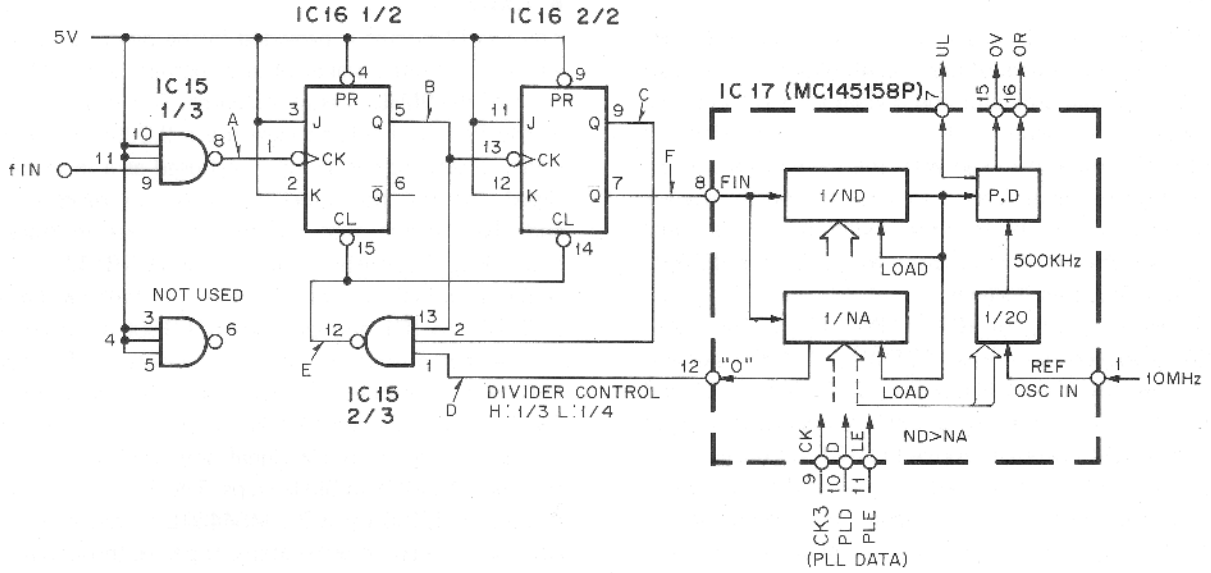 IC16 1/2
IC16 2/2
5V
IC15
1/3
fIN
10
11
9
8
A
1
3
J
2
K
CK
PR
4
Q
5
B
Q̅
6
CL
15
11
J
13
CK
12
K
PR
9
Q
9
C
Q̅
7
CL
14
F
NOT USED
3
4
5
6
12
E
13
2
1
IC15
2/3
D
DIVIDER CONTROL
H:1/3 L:1/4
IC 17 (MC145158P)
UL
OV
OR
7
15
16
8
FIN
1/ND
P.D
LOAD
500KHz
1/NA
1/20
12
"O"
LOAD
REF
OSC IN
1
10MHz
ND>NA
CK
D
LE
9
10
11
CK3
PLD
PLE
(PLL DATA)